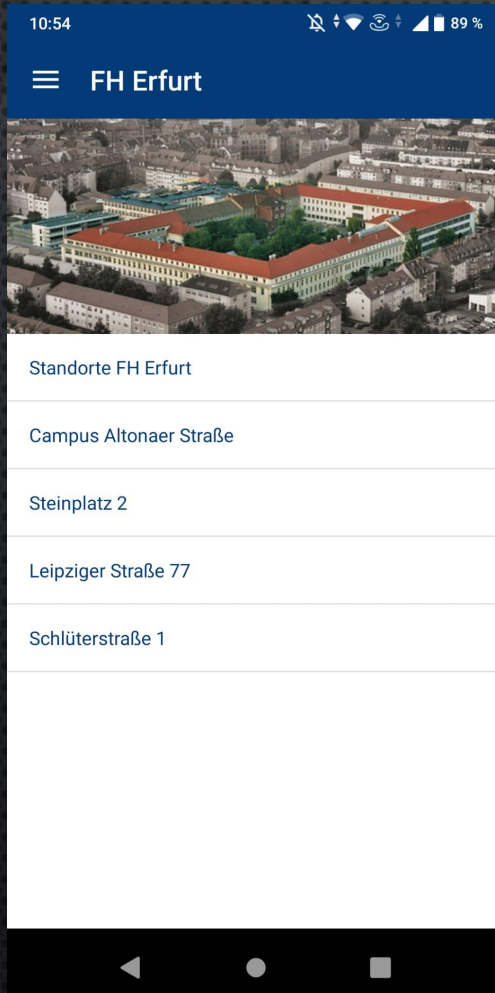 10:54 89 %
FH Erfurt
Standorte FH Erfurt
Campus Altonaer Straße
Steinplatz 2
Leipziger Straße 77
Schlüterstraße 1